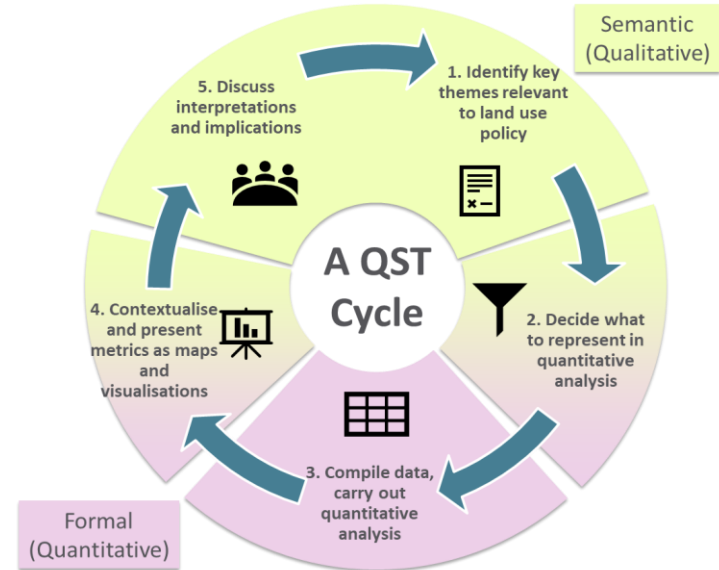 Semantic
(Qualitative)
1. Identify key
themes relevant
to land use
policy
2. Decide what
to represent in
quantitative
analysis
3. Compile data,
carry out
quantitative
analysis
4. Contextualise
and present
metrics as maps
and
visualisations
5. Discuss
interpretations
and implications
A QST
Cycle
Formal
(Quantitative)